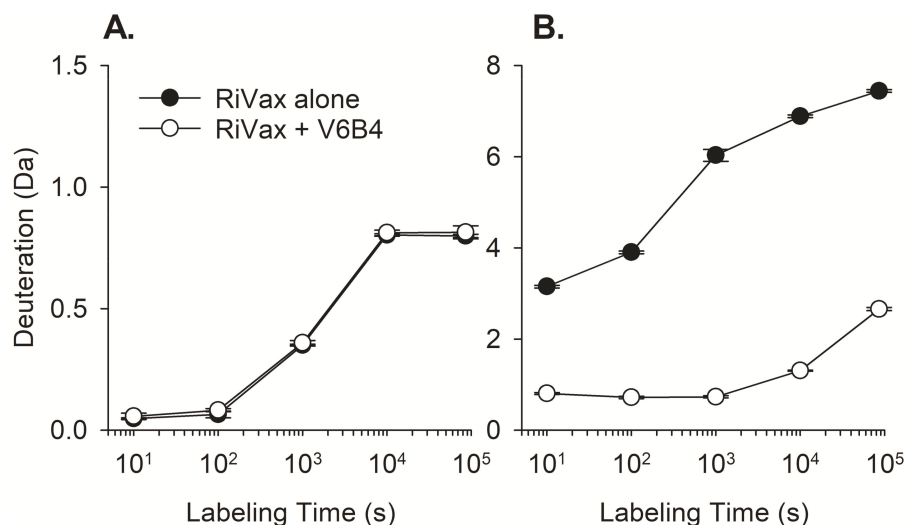 A.
B.
1.5
1.0
0.5
0.0
Deuteration (Da)
RiVax alone
RiVax + V6B4
8
6
4
2
0
10¹ 10² 10³ 10⁴ 10⁵
10¹ 10² 10³ 10⁴ 10⁵
Labeling Time (s)
Labeling Time (s)